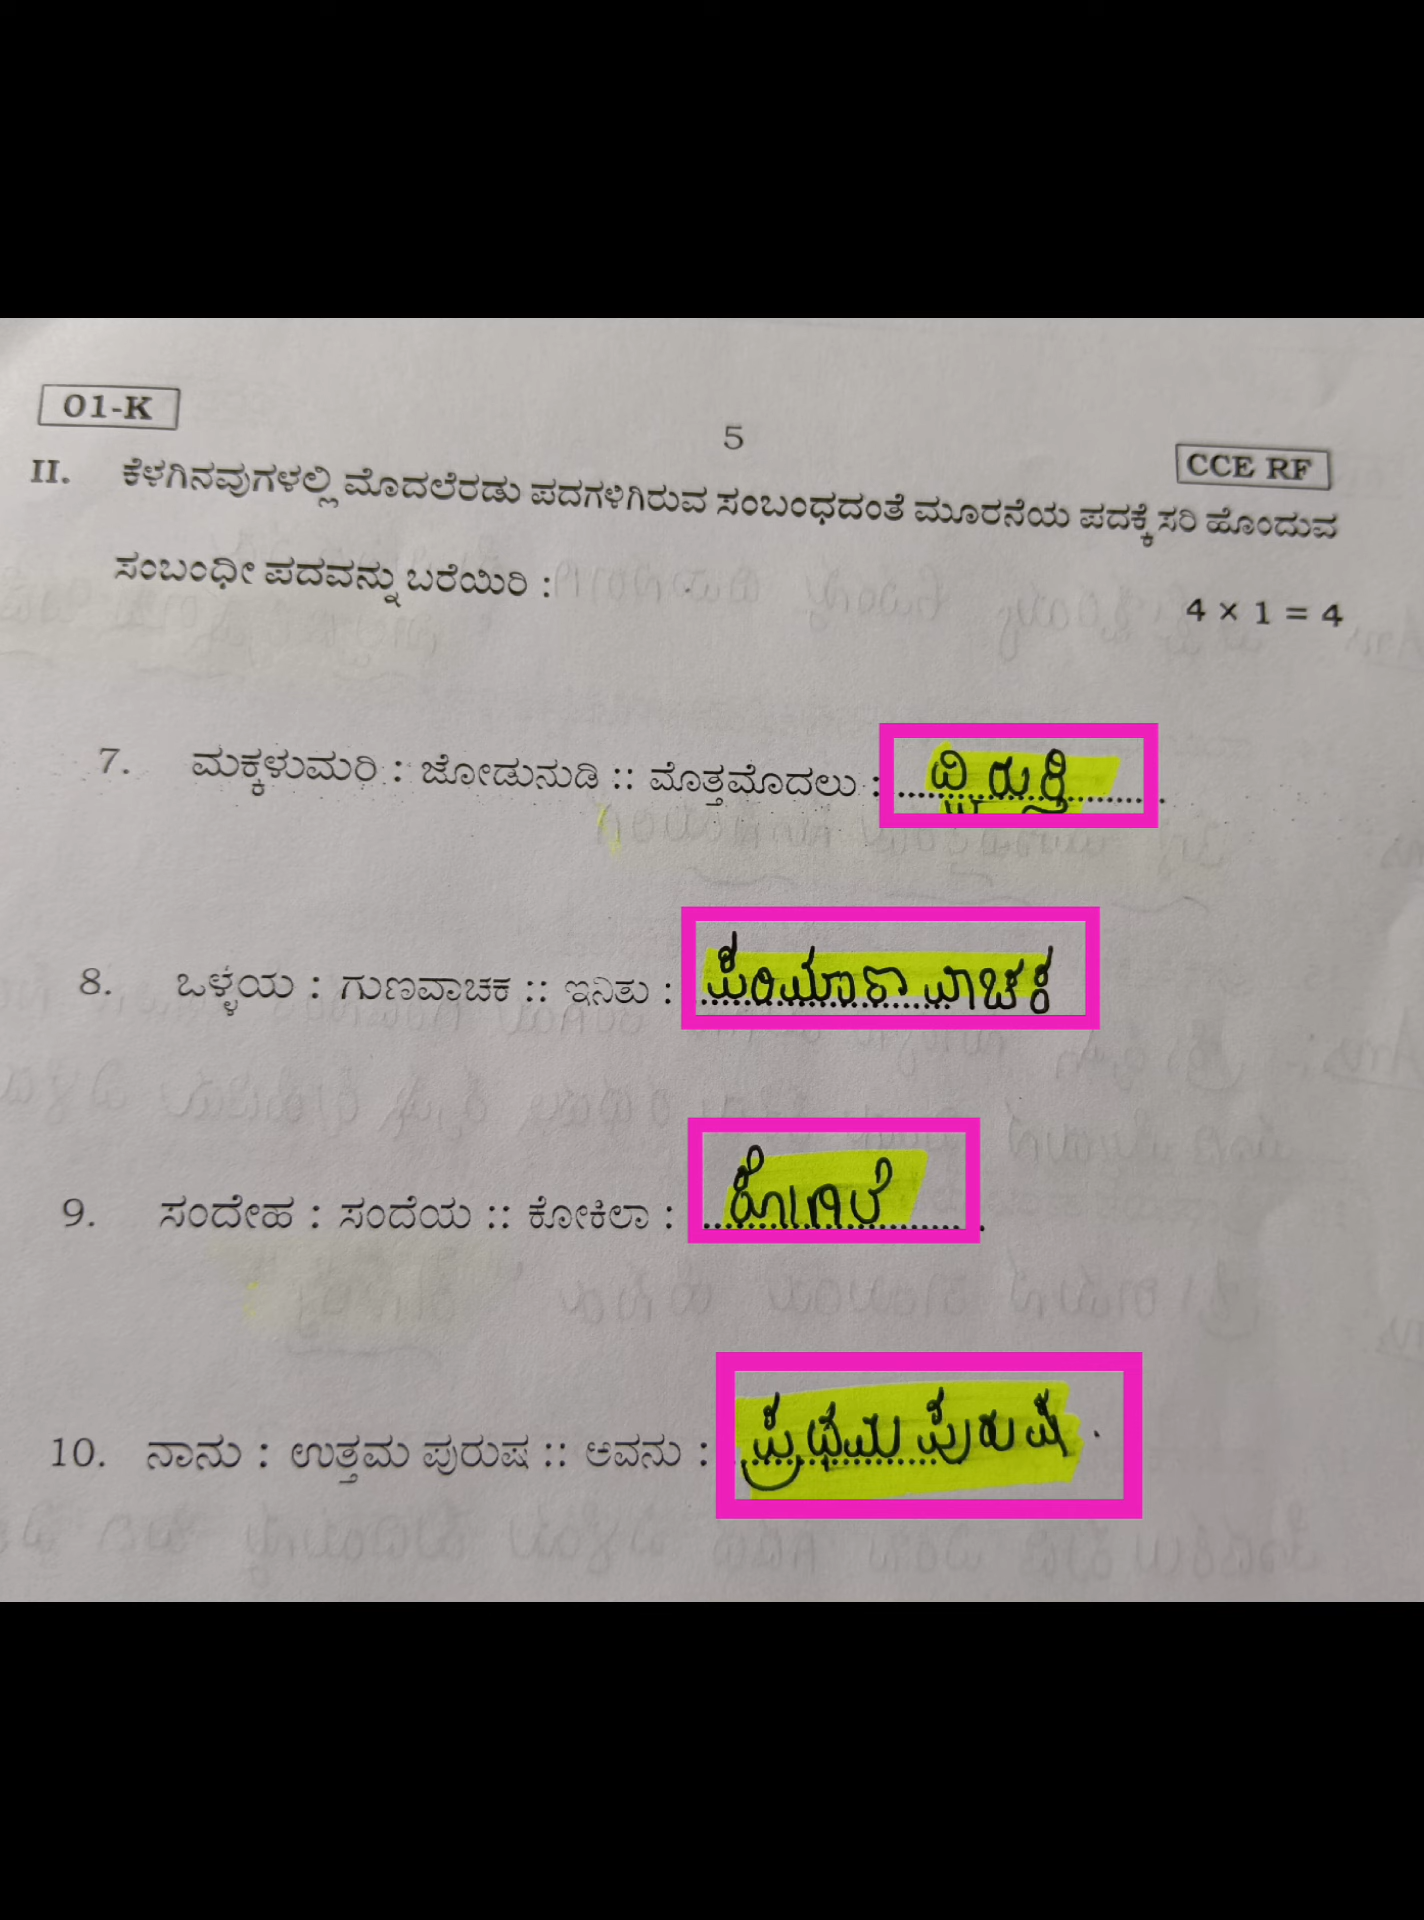 01-K
5
CCE RF
II. ಕೆಳಗಿನವುಗಳಲ್ಲಿ ಮೊದಲೆರಡು ಪದಗಳಿಗಿರುವ ಸಂಬಂಧದಂತೆ ಮೂರನೆಯ ಪದಕ್ಕೆ ಸರಿ ಹೊಂದುವ
ಸಂಬಂಧೀ ಪದವನ್ನು ಬರೆಯಿರಿ :
4 × 1 = 4
7. ಮಕ್ಕಳುಮರಿ : ಜೋಡುನುಡಿ :: ಮೊತ್ತಮೊದಲು : ದ್ವಿರುಕ್ತಿ
8. ಒಳ್ಳೆಯ : ಗುಣವಾಚಕ :: ಇನಿತು : ಪರಿಮಾಣ ವಾಚಕ
9. ಸಂದೇಹ : ಸಂದೆಯ :: ಕೋಕಿಲಾ : ಕೋಗಿಲೆ
10. ನಾನು : ಉತ್ತಮ ಪುರುಷ :: ಅವನು : ಪ್ರಥಮ ಪುರುಷ.